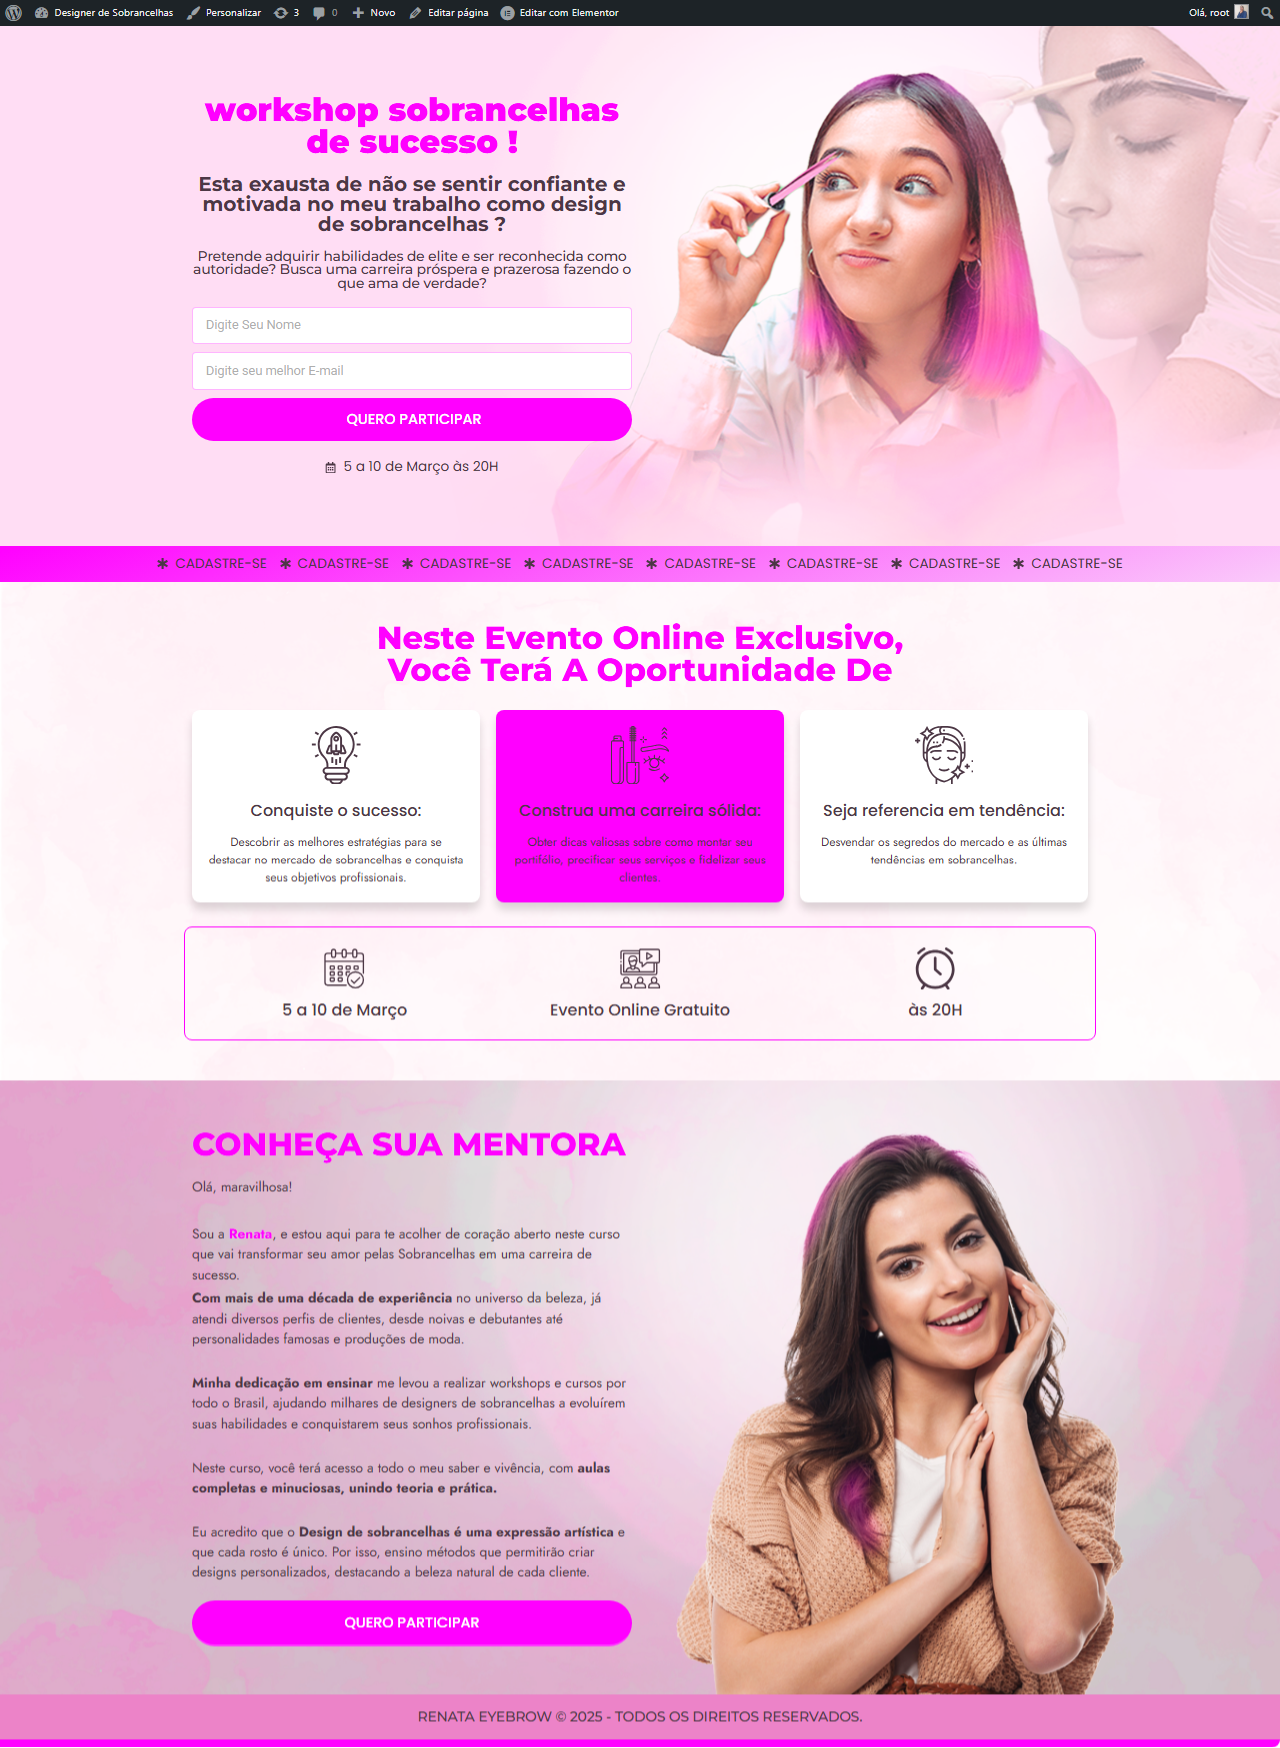 Designer de Sobrancelhas Personalizar 3 0 Novo Editar página Editar com Elementor Olá, root
workshop sobrancelhas
de sucesso !
Esta exausta de não se sentir confiante e
motivada no meu trabalho como design
de sobrancelhas ?
Pretende adquirir habilidades de elite e ser reconhecida como
autoridade? Busca uma carreira próspera e prazerosa fazendo o
que ama de verdade?
Digite Seu Nome
Digite seu melhor E-mail
QUERO PARTICIPAR
5 a 10 de Março às 20H
CADASTRE-SE CADASTRE-SE CADASTRE-SE CADASTRE-SE CADASTRE-SE CADASTRE-SE CADASTRE-SE CADASTRE-SE
Neste Evento Online Exclusivo,
Você Terá A Oportunidade De
Conquiste o sucesso:
Descobrir as melhores estratégias para se
destacar no mercado de sobrancelhas e conquista
seus objetivos profissionais.
Construa uma carreira sólida:
Obter dicas valiosas sobre como montar seu
portifólio, precificar seus serviços e fidelizar seus
clientes.
Seja referencia em tendência:
Desvendar os segredos do mercado e as últimas
tendências em sobrancelhas.
5 a 10 de Março
Evento Online Gratuito
às 20H
CONHEÇA SUA MENTORA
Olá, maravilhosa!
Sou a Renata, e estou aqui para te acolher de coração aberto neste curso
que vai transformar seu amor pelas Sobrancelhas em uma carreira de
sucesso.
Com mais de uma década de experiência no universo da beleza, já
atendi diversos perfis de clientes, desde noivas e debutantes até
personalidades famosas e produções de moda.
Minha dedicação em ensinar me levou a realizar workshops e cursos por
todo o Brasil, ajudando milhares de designers de sobrancelhas a evoluírem
suas habilidades e conquistarem seus sonhos profissionais.
Neste curso, você terá acesso a todo o meu saber e vivência, com aulas
completas e minuciosas, unindo teoria e prática.
Eu acredito que o Design de sobrancelhas é uma expressão artística e
que cada rosto é único. Por isso, ensino métodos que permitirão criar
designs personalizados, destacando a beleza natural de cada cliente.
QUERO PARTICIPAR
RENATA EYEBROW © 2025 - TODOS OS DIREITOS RESERVADOS.